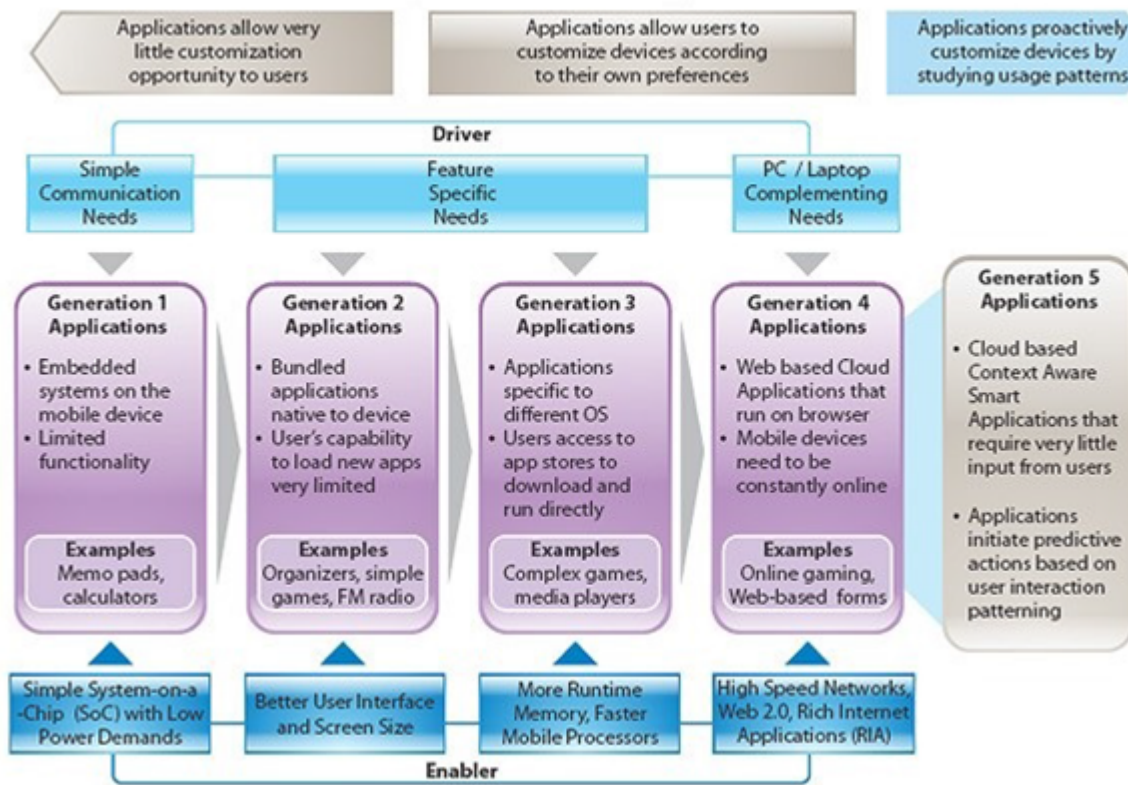 Applications allow very
little customization
opportunity to users
Applications allow users to
customize devices according
to their own preferences
Applications proactively
customize devices by
studying usage patterns
Driver
Simple
Communication
Needs
Feature
Specific
Needs
PC / Laptop
Complementing
Needs
Generation 1
Applications
• Embedded
systems on the
mobile device
• Limited
functionality
Examples
Memo pads,
calculators
Generation 2
Applications
• Bundled
applications
native to device
• User's capability
to load new apps
very limited
Examples
Organizers, simple
games, FM radio
Generation 3
Applications
• Applications
specific to
different OS
• Users access to
app stores to
download and
run directly
Examples
Complex games,
media players
Generation 4
Applications
• Web based Cloud
Applications that
run on browser
• Mobile devices
need to be
constantly online
Examples
Online gaming,
Web-based forms
Generation 5
Applications
• Cloud based
Context Aware
Smart
Applications that
require very little
input from users
• Applications
initiate predictive
actions based on
user interaction
patterning
Simple System-on-a
-Chip (SoC) with Low
Power Demands
Better User Interface
and Screen Size
More Runtime
Memory, Faster
Mobile Processors
High Speed Networks,
Web 2.0, Rich Internet
Applications (RIA)
Enabler